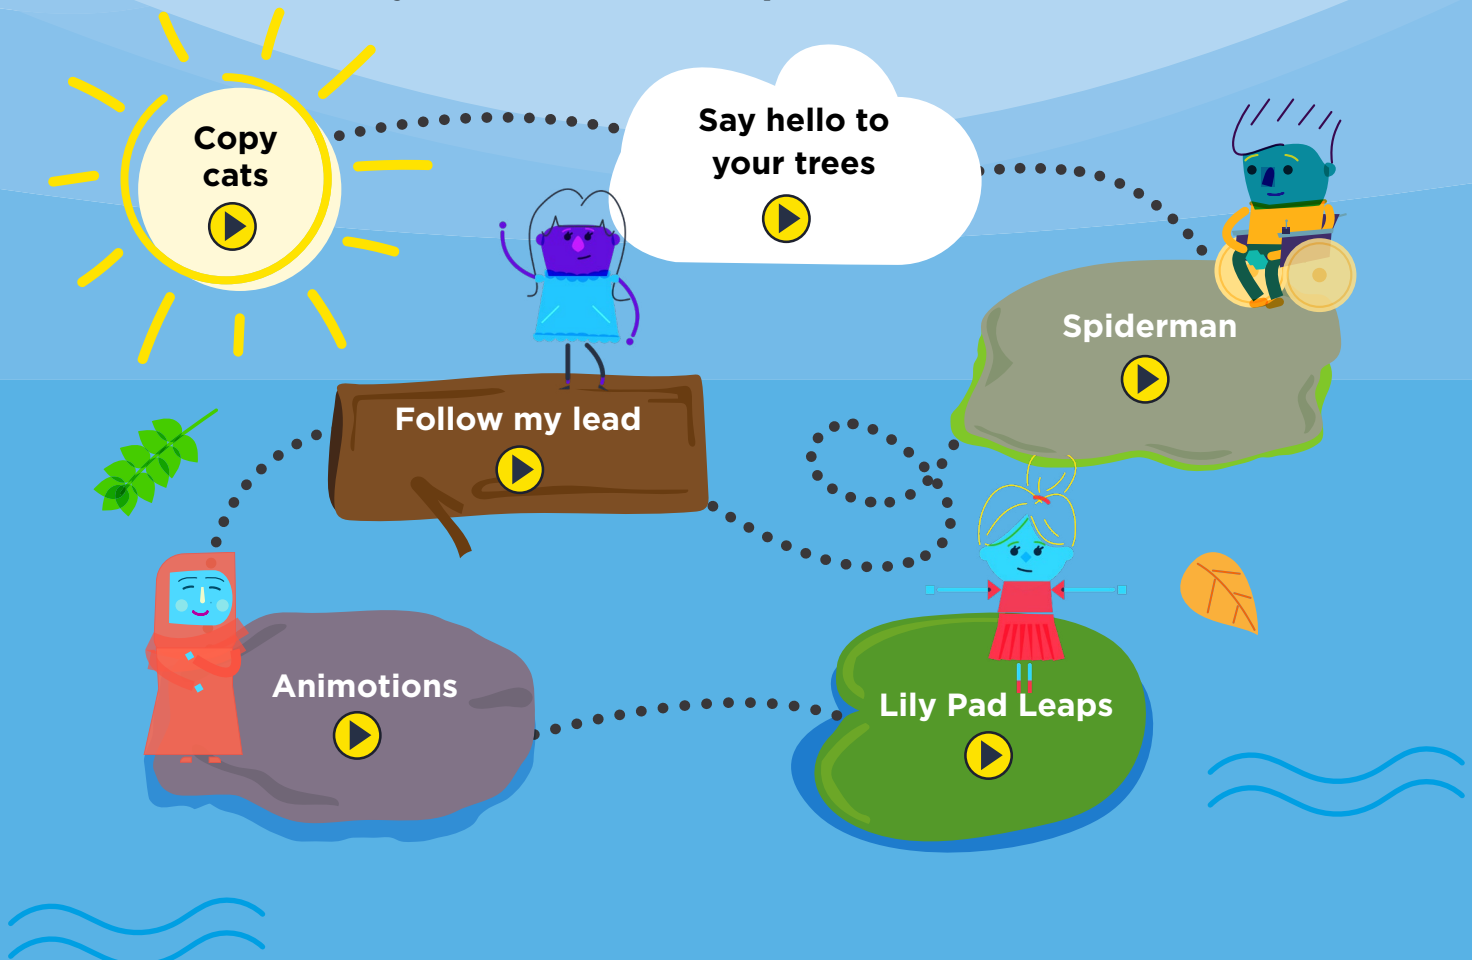 Copy
cats
Say hello to
your trees
Spiderman
Follow my lead
Animotions
Lily Pad Leaps